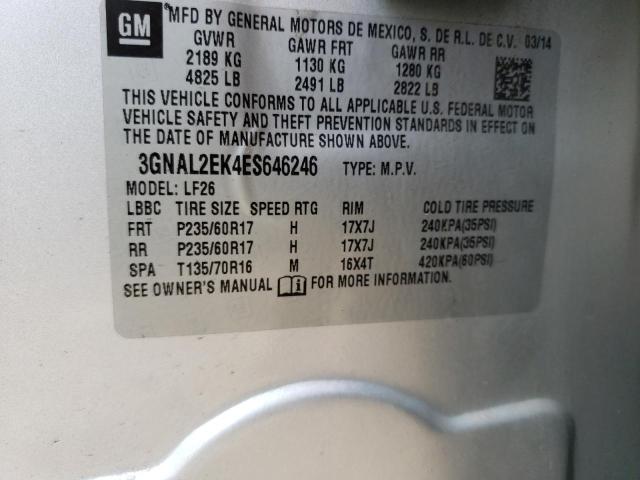 GM
MFD BY GENERAL MOTORS DE MEXICO, S. DE R.L. DE C.V. 03/14
GVWR GAWR FRT GAWR RR
2189 KG 1130 KG 1280 KG
4825 LB 2491 LB 2822 LB
THIS VEHICLE CONFORMS TO ALL APPLICABLE U.S. FEDERAL MOTOR
VEHICLE SAFETY AND THEFT PREVENTION STANDARDS IN EFFECT ON
THE DATE OF MANUFACTURE SHOWN ABOVE.
3GNAL2EK4ES646246 TYPE: M.P.V.
MODEL: LF26
LBBC TIRE SIZE SPEED RTG RIM COLD TIRE PRESSURE
FRT P235/60R17 H 17X7J 240KPA(35PSI)
RR P235/60R17 H 17X7J 240KPA(35PSI)
SPA T135/70R16 M 16X4T 420KPA(60PSI)
SEE OWNER'S MANUAL i FOR MORE INFORMATION.